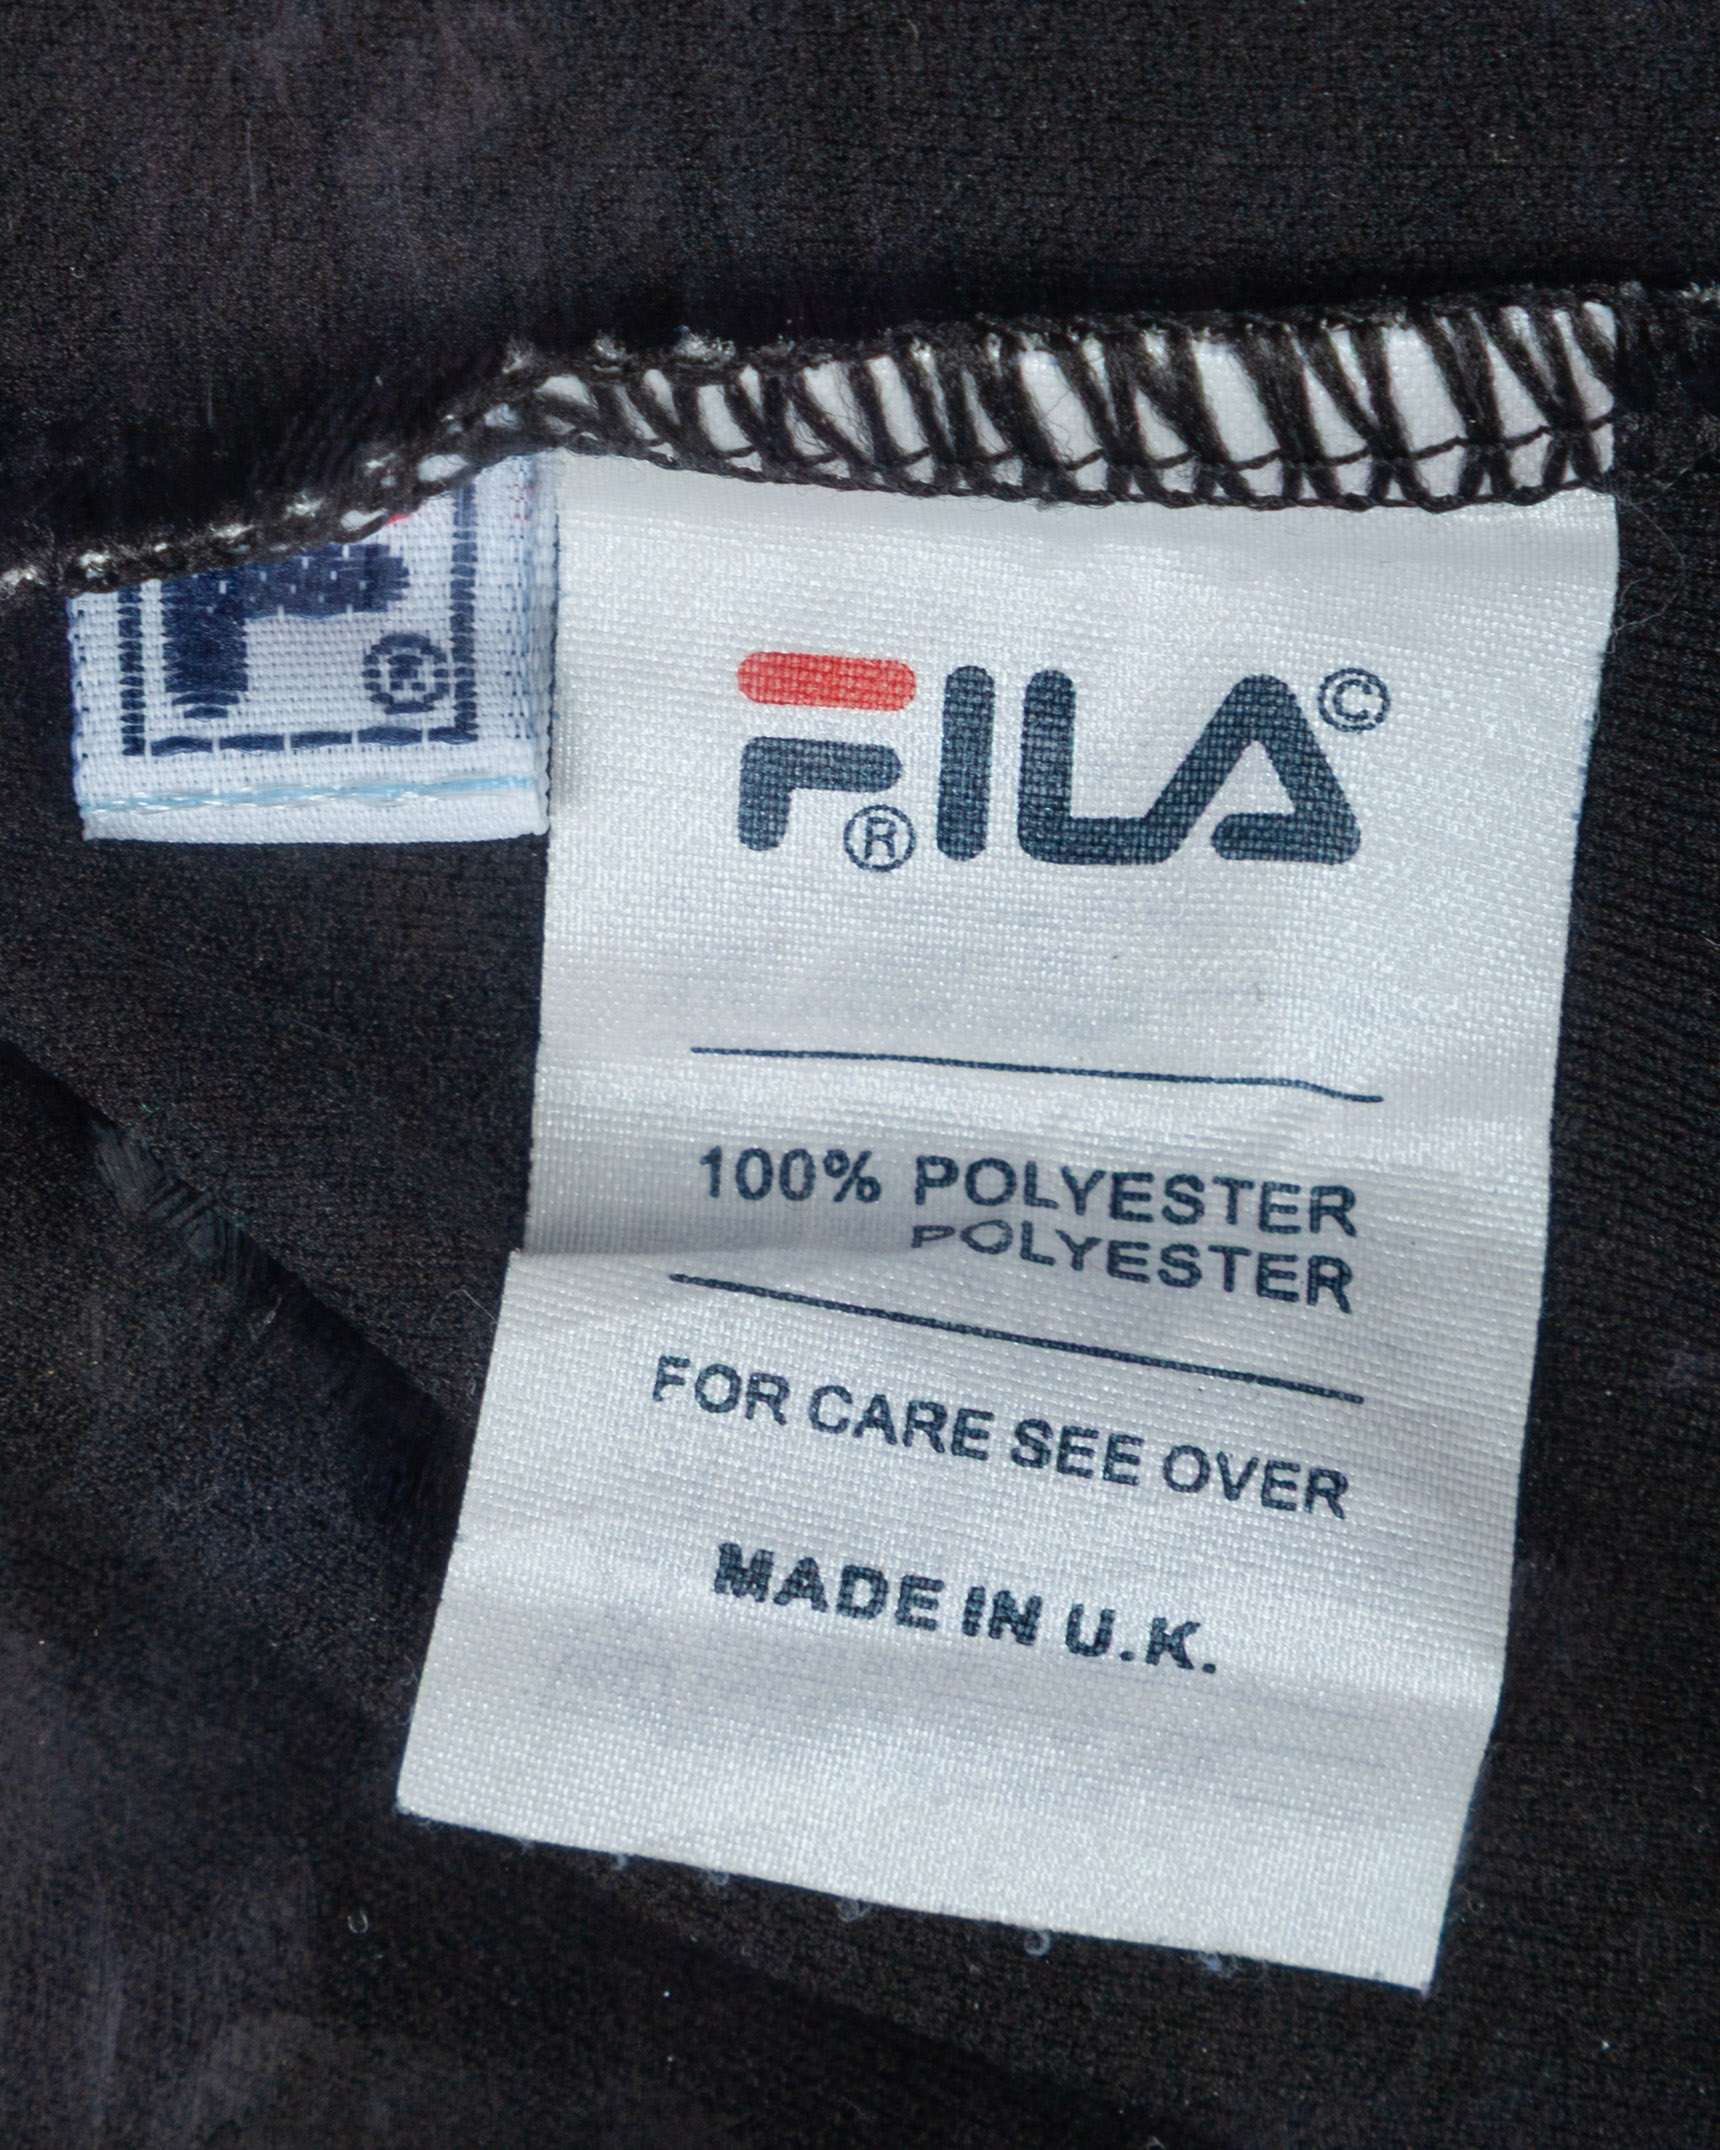 FILA ©
®
®
100% POLYESTER
POLYESTER
FOR CARE SEE OVER
MADE IN U.K.